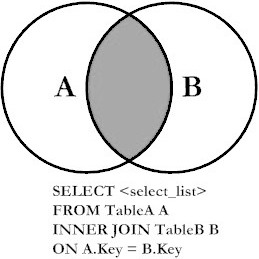 A B
SELECT <select_list>
FROM TableA A
INNER JOIN TableB B
ON A.Key = B.Key